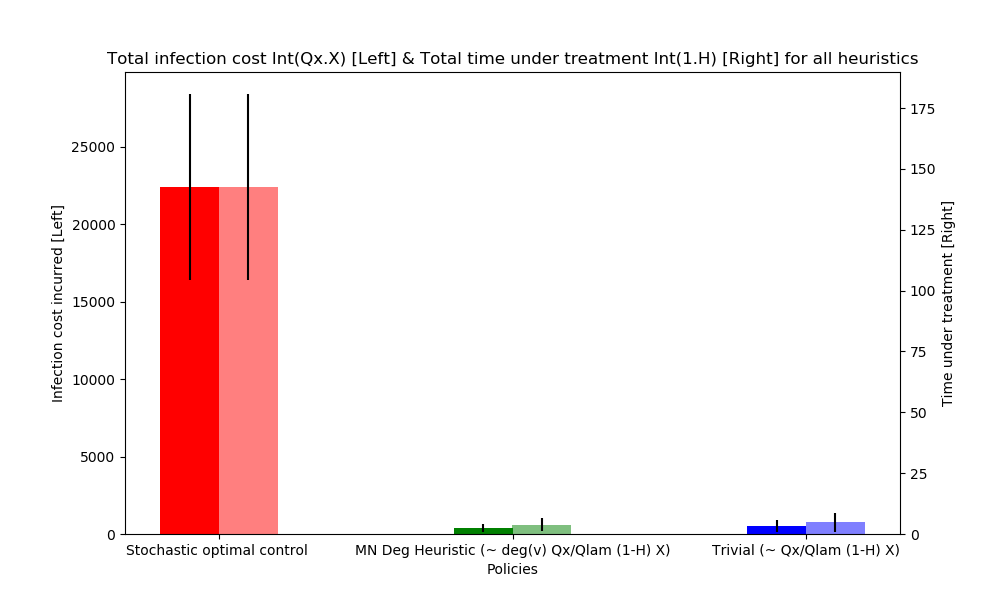 Total infection cost Int(Qx.X) [Left] & Total time under treatment Int(1.H) [Right] for all heuristics
Infection cost incurred [Left]
25000
20000
15000
10000
5000
0
175
150
125
100
75
50
25
0
Time under treatment [Right]
Stochastic optimal control
MN Deg Heuristic (~ deg(v) Qx/Qlam (1-H) X)
Trivial (~ Qx/Qlam (1-H) X)
Policies